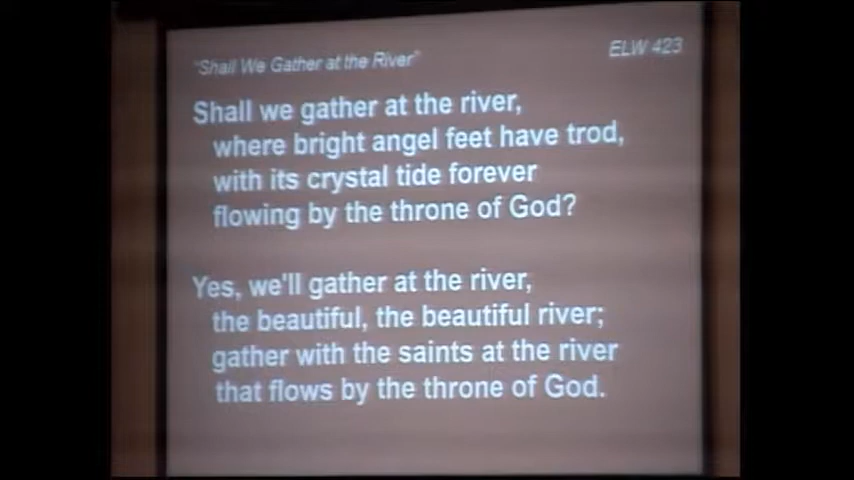 "Shall We Gather at the River"
ELW 423
Shall we gather at the river,
where bright angel feet have trod,
with its crystal tide forever
flowing by the throne of God?
Yes, we'll gather at the river,
the beautiful, the beautiful river;
gather with the saints at the river
that flows by the throne of God.